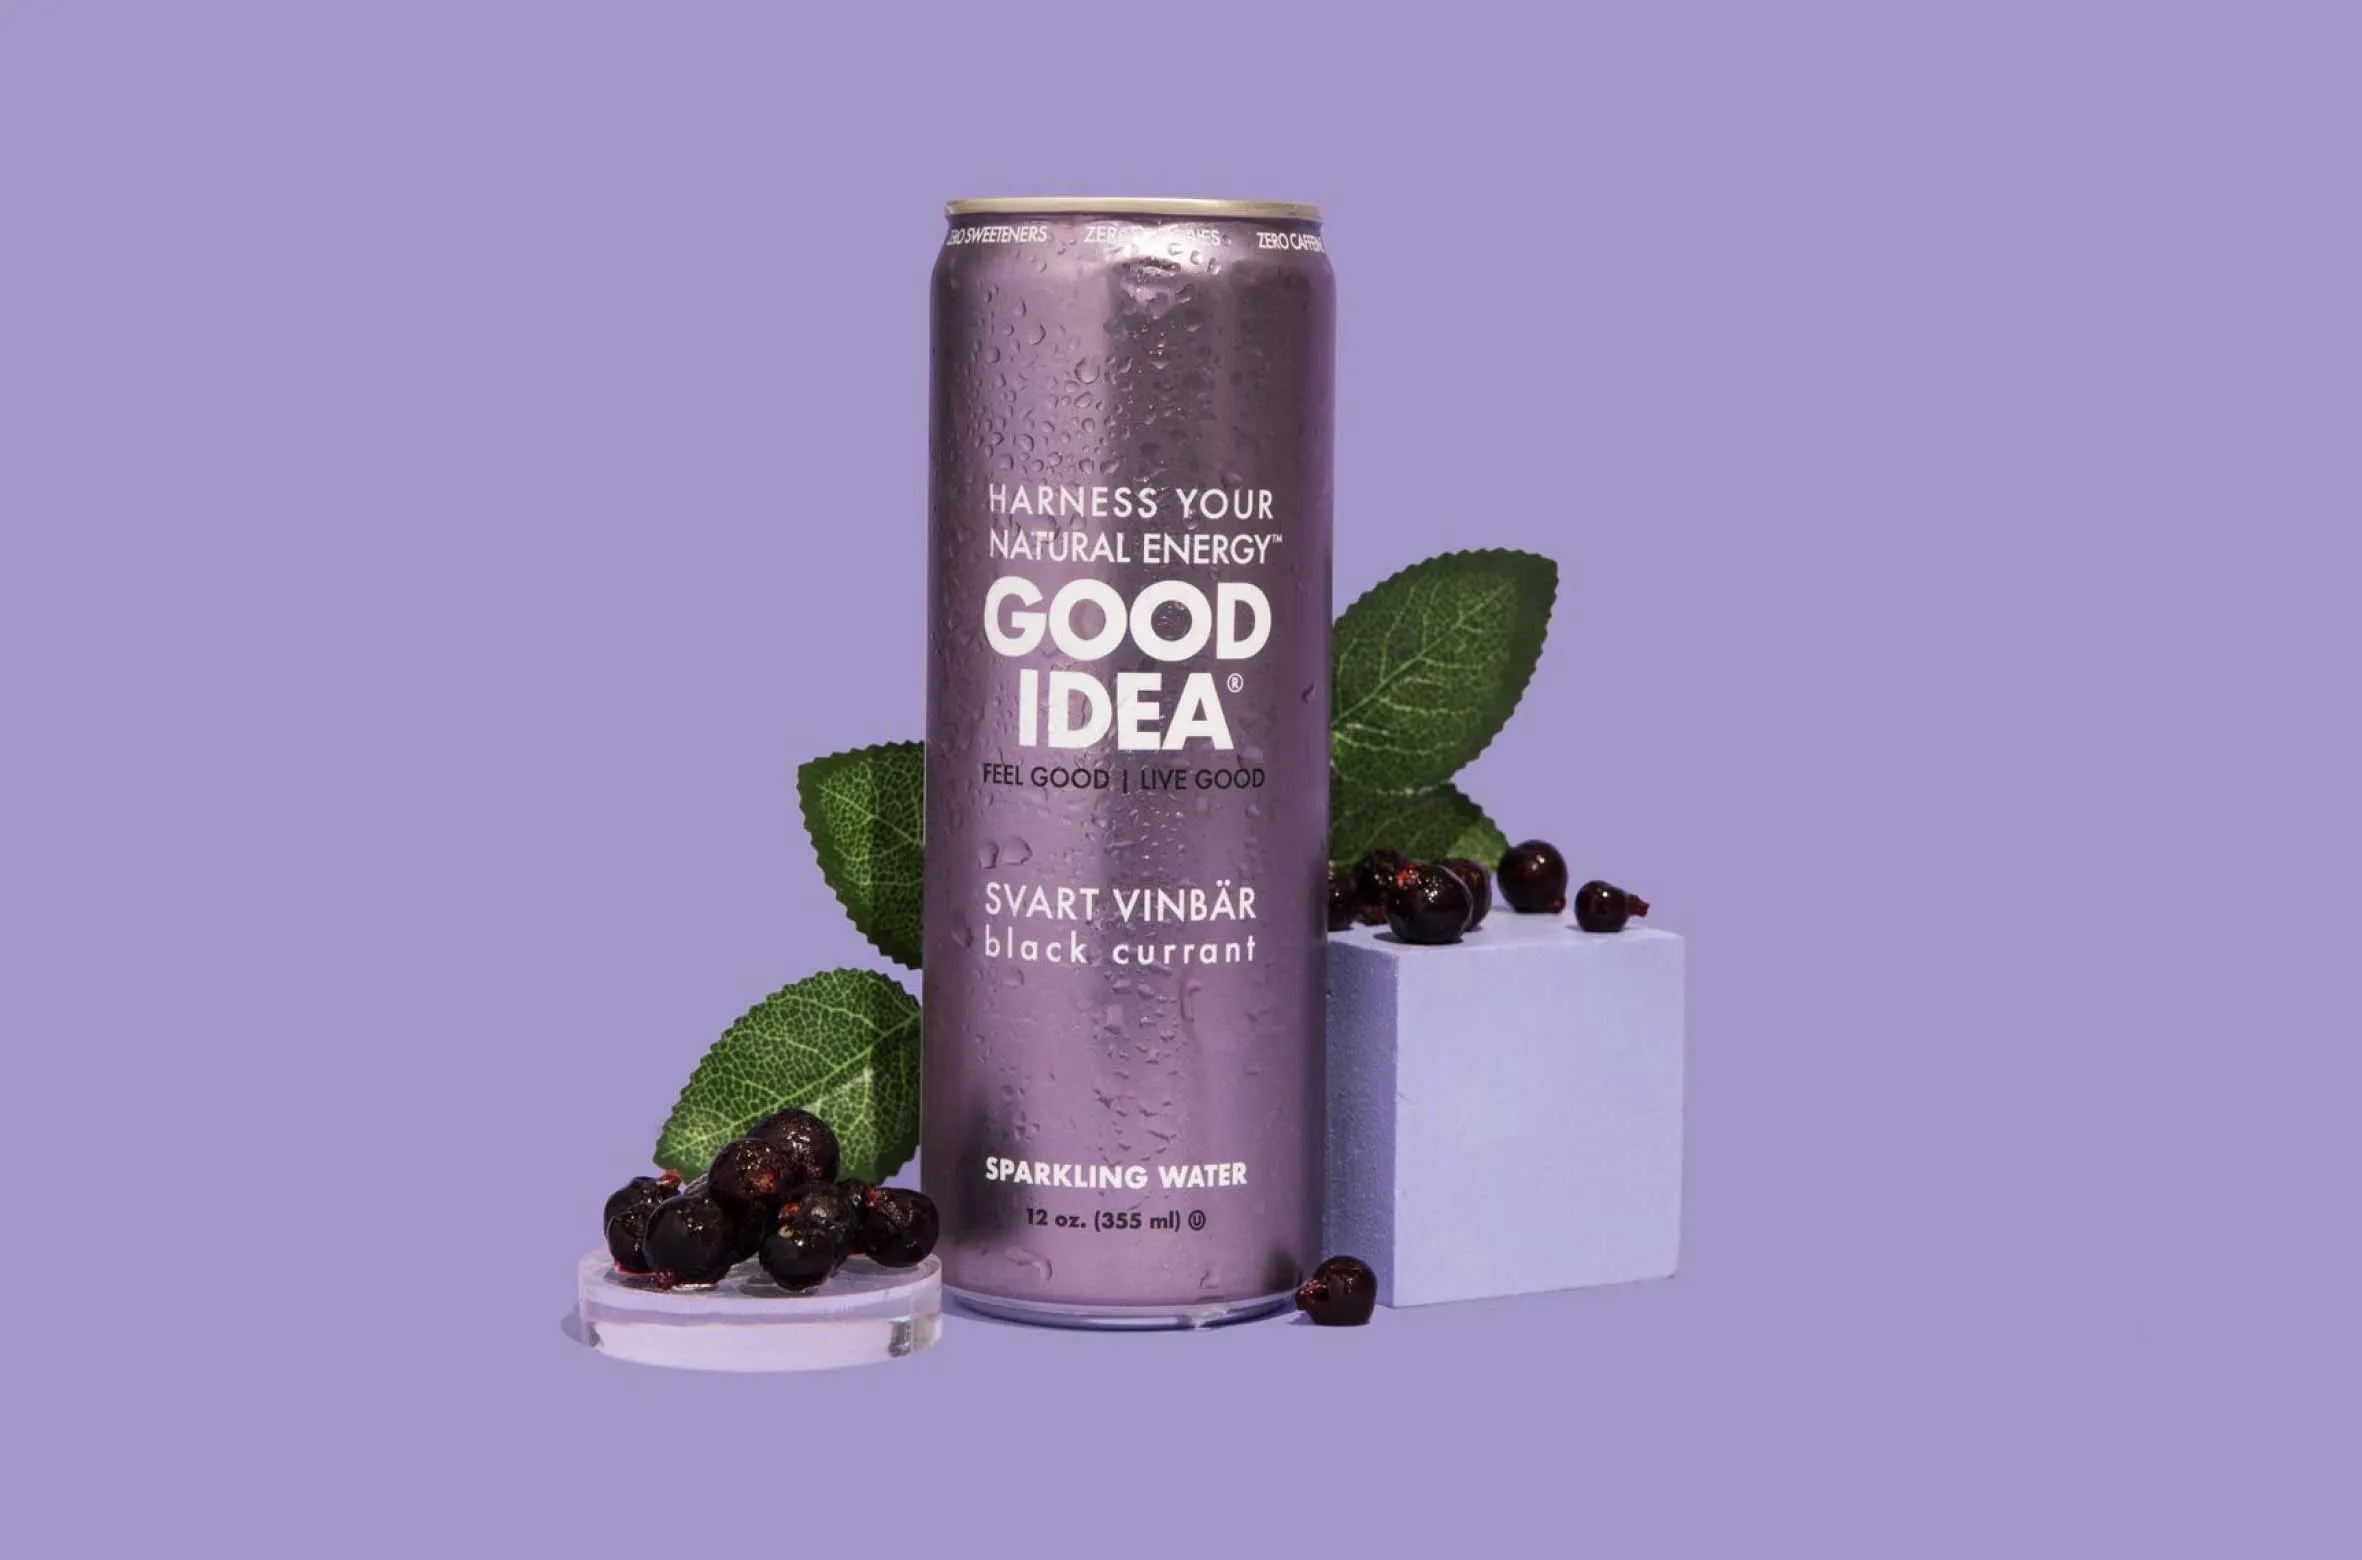 SWEETENERS ZERO
HARNESS YOUR
NATURAL ENERGY™
GOOD
IDEA®
FEEL GOOD | LIVE GOOD
SVART VINBÄR
black currant
SPARKLING WATER
12 oz. (355 ml) Ⓤ